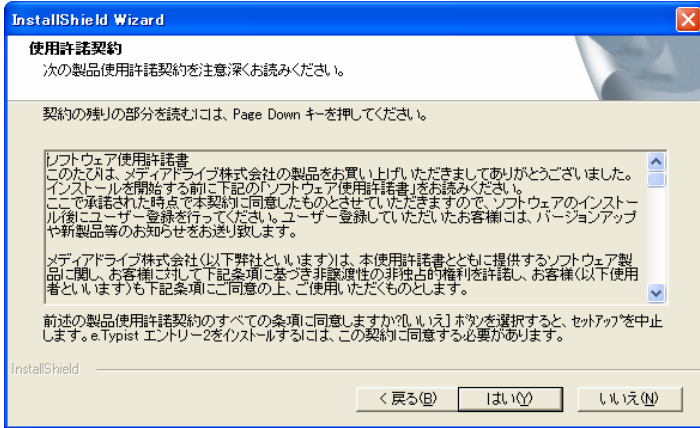 InstallShield Wizard
使用許諾契約
次の製品使用許諾契約を注意深くお読みください。
契約の残りの部分を読むには、Page Down キーを押してください。
ソフトウェア使用許諾書
このたびは、メディアドライブ株式会社の製品をお買い上げいただきましてありがとうございました。
インストールを開始する前に下記の「ソフトウェア使用許諾書」をお読みください。
ここで承諾された時点で本契約に同意したものとさせていただきますので、ソフトウェアのインストー
ル後にユーザー登録を行ってください。ユーザー登録していただいたお客様には、バージョンアップ
や新製品等のお知らせをお送り致します。
メディアドライブ株式会社(以下弊社といいます)は、本使用許諾書とともに提供するソフトウェア製
品に関し、お客様に対して下記条項に基づき非譲渡性の非独占的権利を許諾し、お客様(以下使用
者といいます)も下記条項にご同意の上、ご使用いただくものとします。
前述の製品使用許諾契約のすべての条項に同意しますか?[いいえ] ボタンを選択すると、セットアップを中止
します。e.Typist エントリー2をインストールするには、この契約に同意する必要があります。
InstallShield
< 戻る(B)
はい(Y)
いいえ(N)